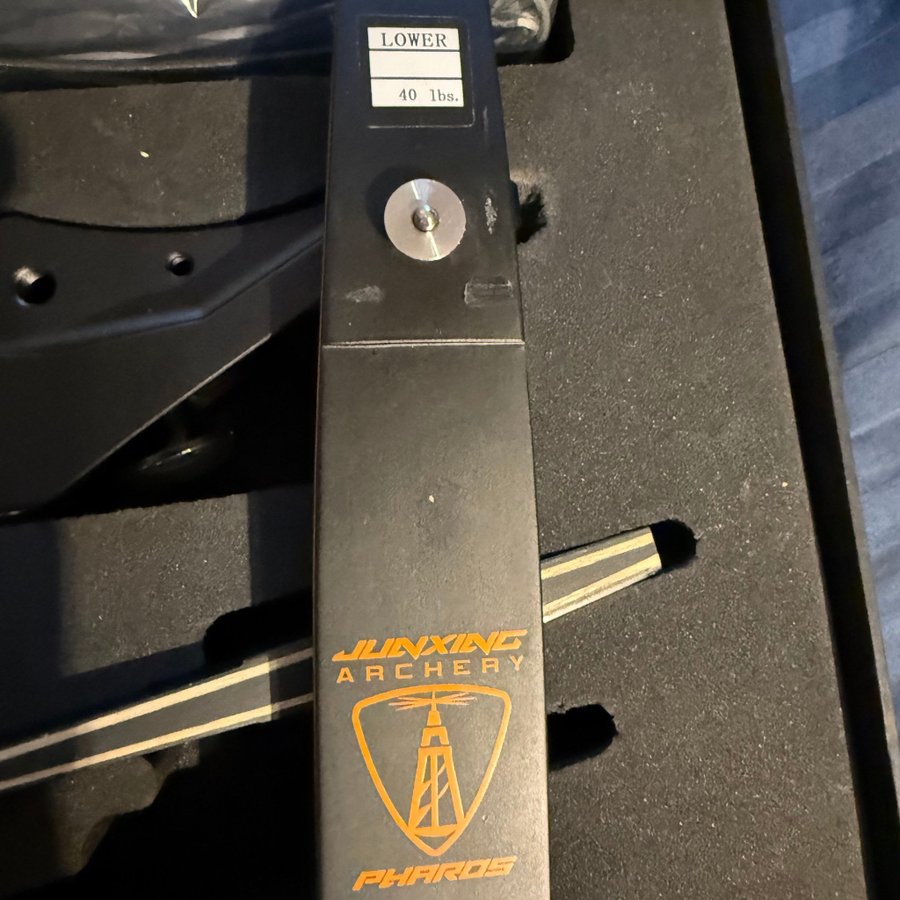 LOWER
40 lbs.
JUNXING
ARCHERY
PHAROS